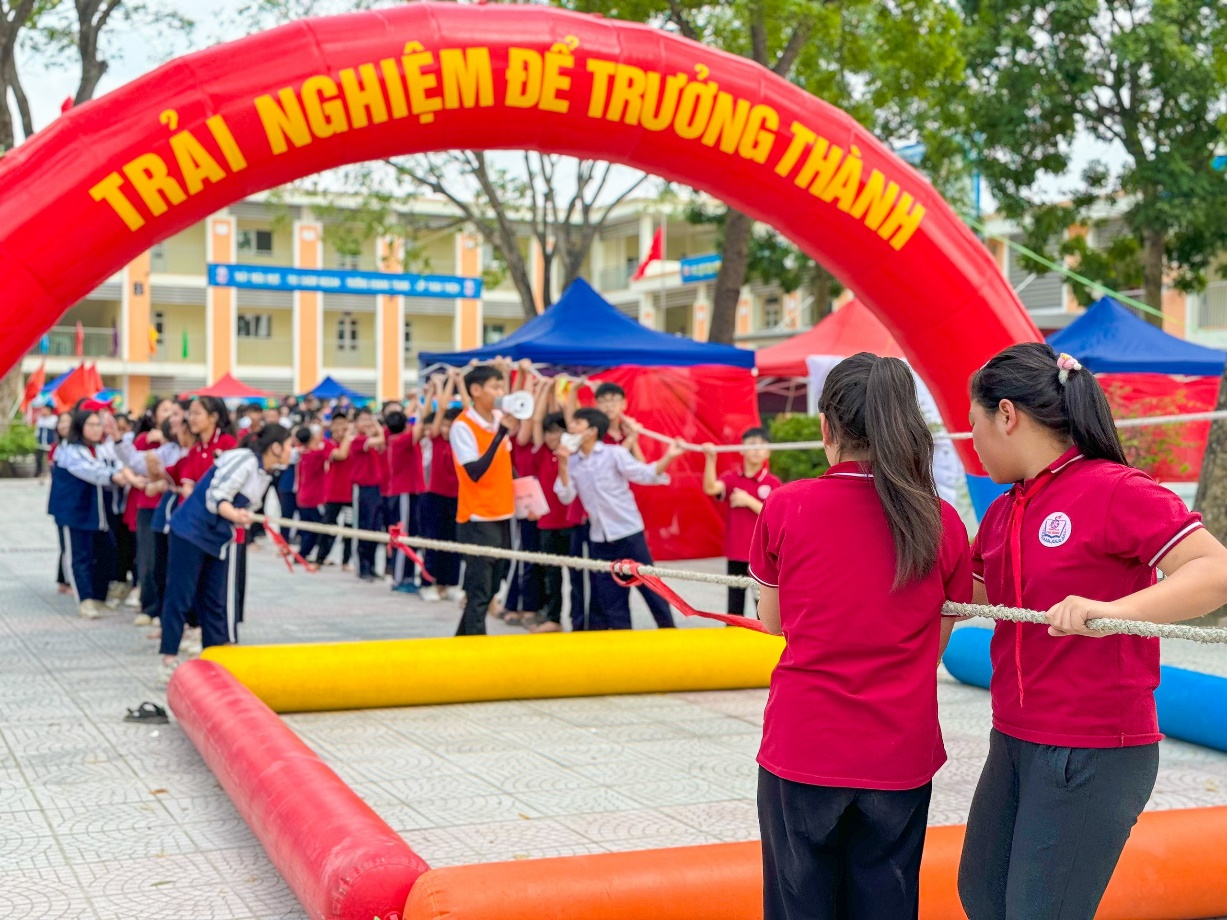 TRẢI NGHIỆM ĐỂ TRƯỞNG THÀNH